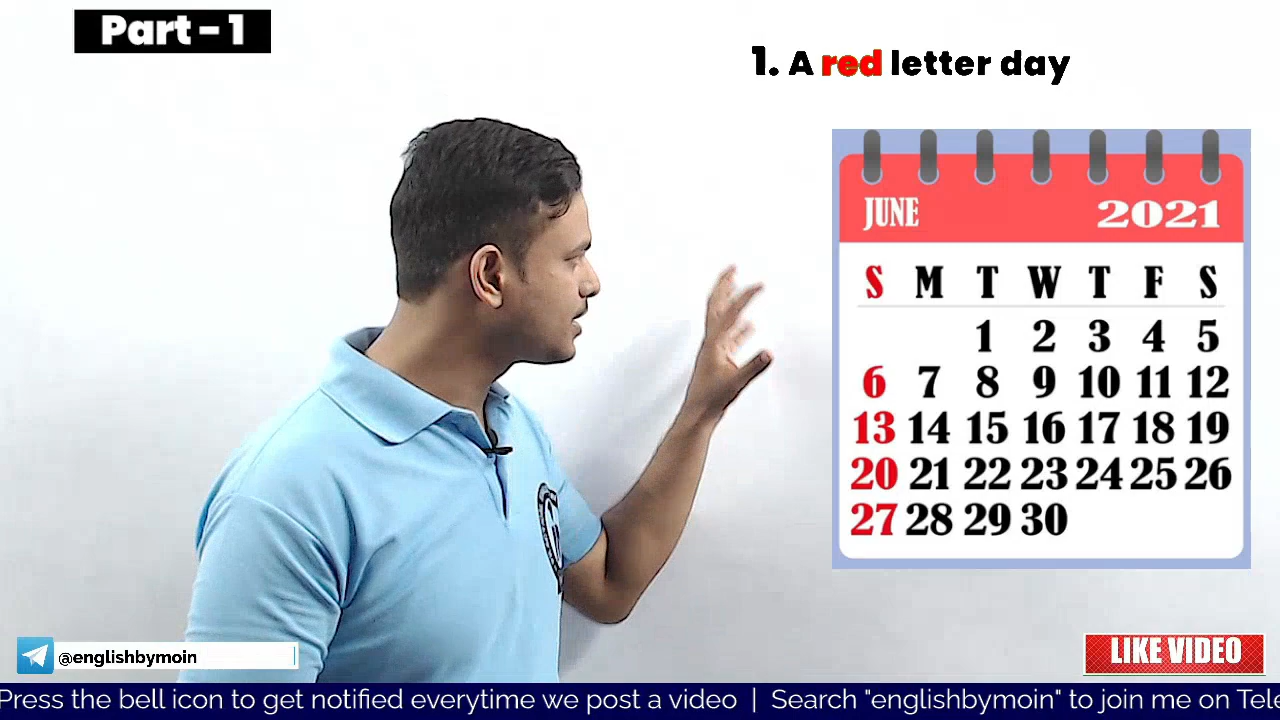 Part - 1
1. A red letter day
JUNE 2021
S M T W T F S
1 2 3 4 5
6 7 8 9 10 11 12
13 14 15 16 17 18 19
20 21 22 23 24 25 26
27 28 29 30
@englishbymoin
LIKE VIDEO
Press the bell icon to get notified everytime we post a video | Search "englishbymoin" to join me on Tele